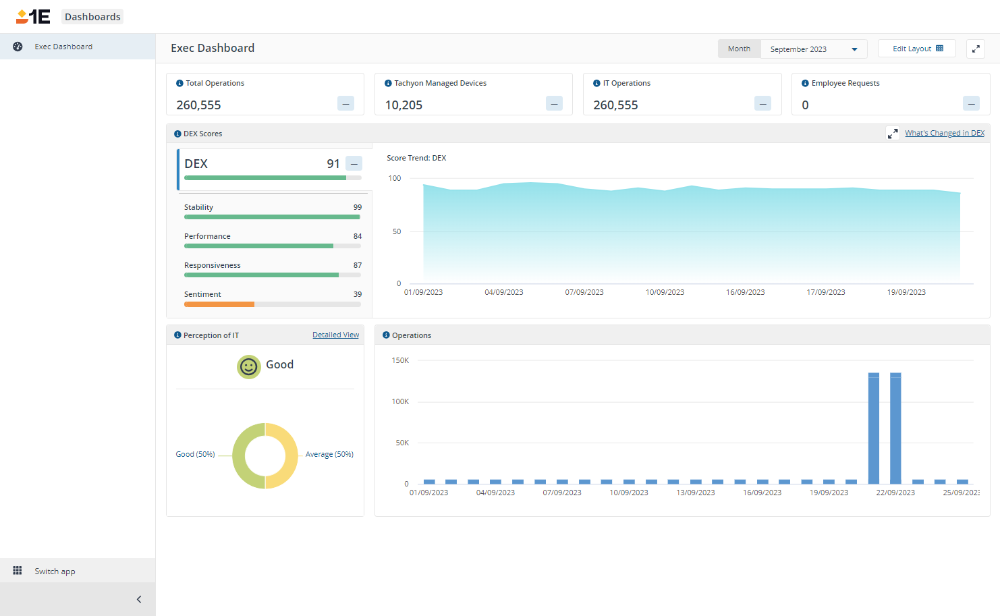 1E Dashboards
Exec Dashboard
Exec Dashboard
Month September 2023 Edit Layout
Total Operations
260,555
Tachyon Managed Devices
10,205
IT Operations
260,555
Employee Requests
0
DEX Scores
What's Changed in DEX
DEX 91
Stability 99
Performance 84
Responsiveness 87
Sentiment 39
Score Trend: DEX
100
50
0
01/09/2023 04/09/2023 07/09/2023 10/09/2023 16/09/2023 17/09/2023 19/09/2023
Perception of IT Detailed View
Good
Good (50%) Average (50%)
Operations
150K
100K
50K
0
01/09/2023 04/09/2023 07/09/2023 10/09/2023 13/09/2023 16/09/2023 19/09/2023 22/09/2023 25/09/2023
Switch app